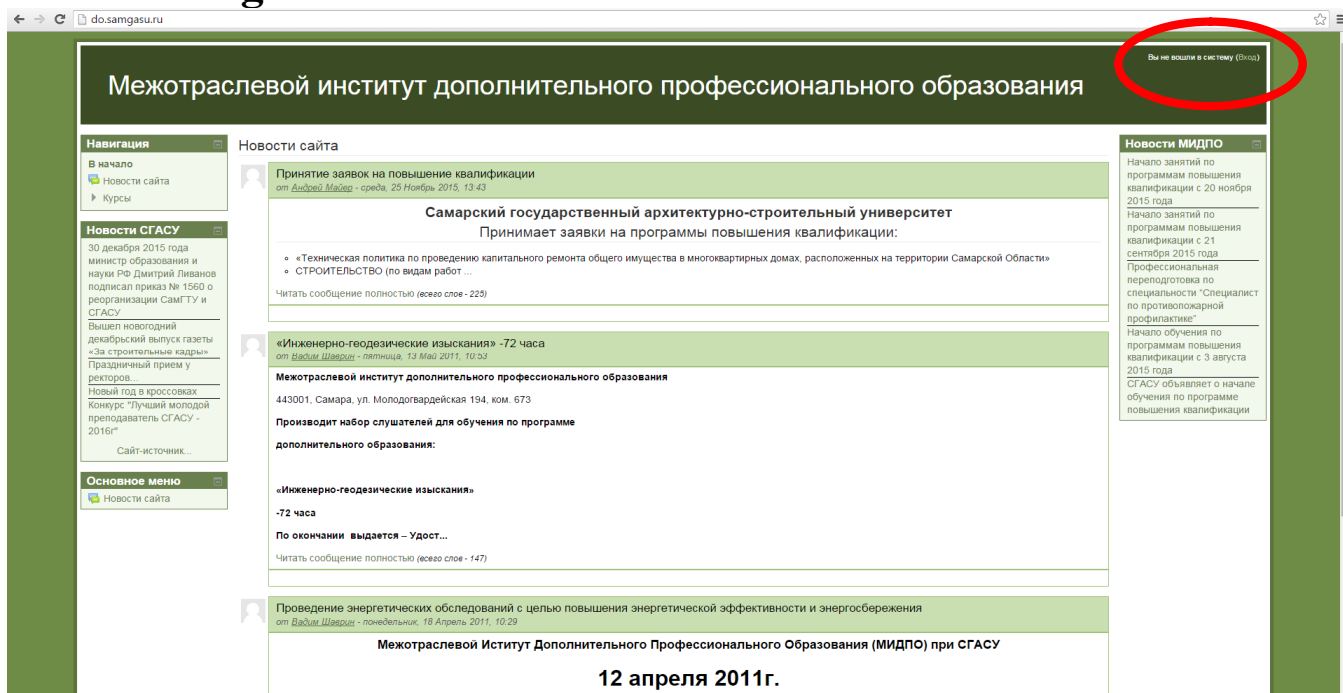 g
do.samgasu.ru
Вы не вошли в систему (Вход)
Межотраслевой институт дополнительного профессионального образования
Навигация
В начало
Новости сайта
Курсы
Новости СГАСУ
30 декабря 2015 года
министр образования и
науки РФ Дмитрий Ливанов
подписал приказ № 1560 о
реорганизации СамГТУ и
СГАСУ
Вышел новогодний
декабрьский выпуск газеты
«За строительные кадры»
Праздничный прием у
ректоров...
Новый год в кроссовках
Конкурс "Лучший молодой
преподаватель СГАСУ -
2016г"
Сайт-источник...
Основное меню
Новости сайта
Новости сайта
Принятие заявок на повышение квалификации
от Андрей Майер - среда, 25 Ноябрь 2015, 13:43
Самарский государственный архитектурно-строительный университет
Принимает заявки на программы повышения квалификации:
«Техническая политика по проведению капитального ремонта общего имущества в многоквартирных домах, расположенных на территории Самарской Области»
СТРОИТЕЛЬСТВО (по видам работ ...
Читать сообщение полностью (всего слов - 225)
«Инженерно-геодезические изыскания» -72 часа
от Вадим Шаврин - пятница, 13 Май 2011, 10:53
Межотраслевой институт дополнительного профессионального образования
443001, Самара, ул. Молодогвардейская 194, ком. 673
Производит набор слушателей для обучения по программе
дополнительного образования:
«Инженерно-геодезические изыскания»
-72 часа
По окончании выдается – Удост...
Читать сообщение полностью (всего слов - 147)
Проведение энергетических обследований с целью повышения энергетической эффективности и энергосбережения
от Вадим Шаврин - понедельник, 18 Апрель 2011, 10:29
Межотраслевой Иститут Дополнительного Профессионального Образования (МИДПО) при СГАСУ
12 апреля 2011г.
Новости МИДПО
Начало занятий по
программам повышения
квалификации с 20 ноября
2015 года
Начало занятий по
программам повышения
квалификации с 21
сентября 2015 года
Профессиональная
переподготовка по
специальности "Специалист
по противопожарной
профилактике"
Начало обучения по
программам повышения
квалификации с 3 августа
2015 года
СГАСУ объявляет о начале
обучения по программе
повышения квалификации